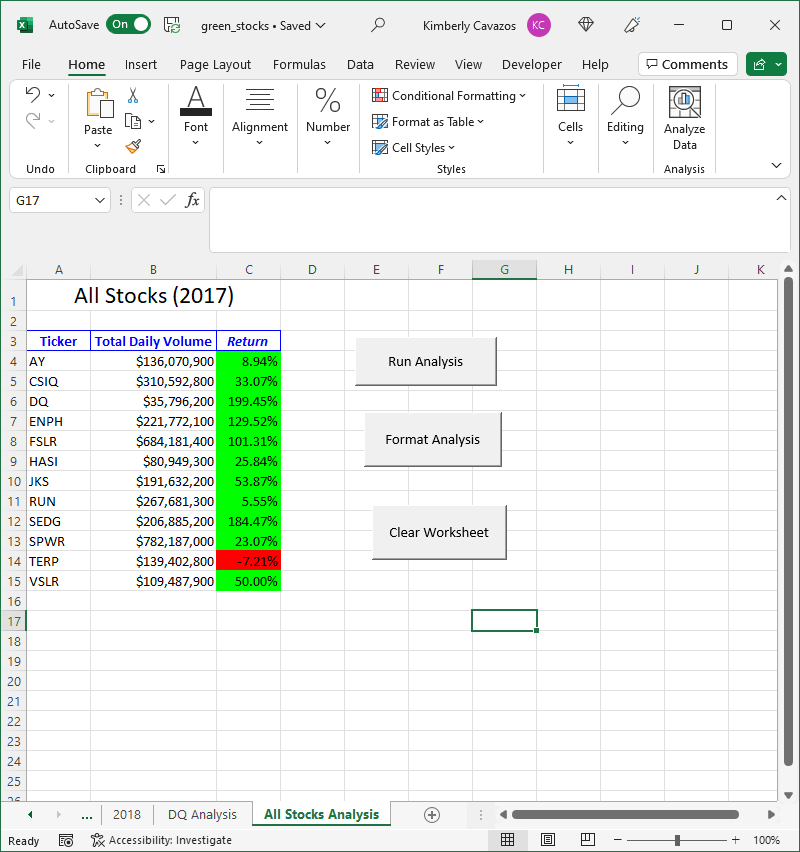 AutoSave On green_stocks • Saved Kimberly Cavazos KC
File Home Insert Page Layout Formulas Data Review View Developer Help Comments
Conditional Formatting
Format as Table
Cell Styles
Paste Font Alignment Number Cells Editing Analyze
Data
Undo Clipboard Styles Analysis
G17 fx
A B C D E F G H I J K
1 All Stocks (2017)
2
3 Ticker Total Daily Volume Return
4 AY $136,070,900 8.94%
5 CSIQ $310,592,800 33.07%
6 DQ $35,796,200 199.45%
7 ENPH $221,772,100 129.52%
8 FSLR $684,181,400 101.31%
9 HASI $80,949,300 25.84%
10 JKS $191,632,200 53.87%
11 RUN $267,681,300 5.55%
12 SEDG $206,885,200 184.47%
13 SPWR $782,187,000 23.07%
14 TERP $139,402,800 -7.21%
15 VSLR $109,487,900 50.00%
Run Analysis
Format Analysis
Clear Worksheet
16
17
18
19
20
21
22
23
24
25
26
... 2018 DQ Analysis All Stocks Analysis
Ready Accessibility: Investigate 100%